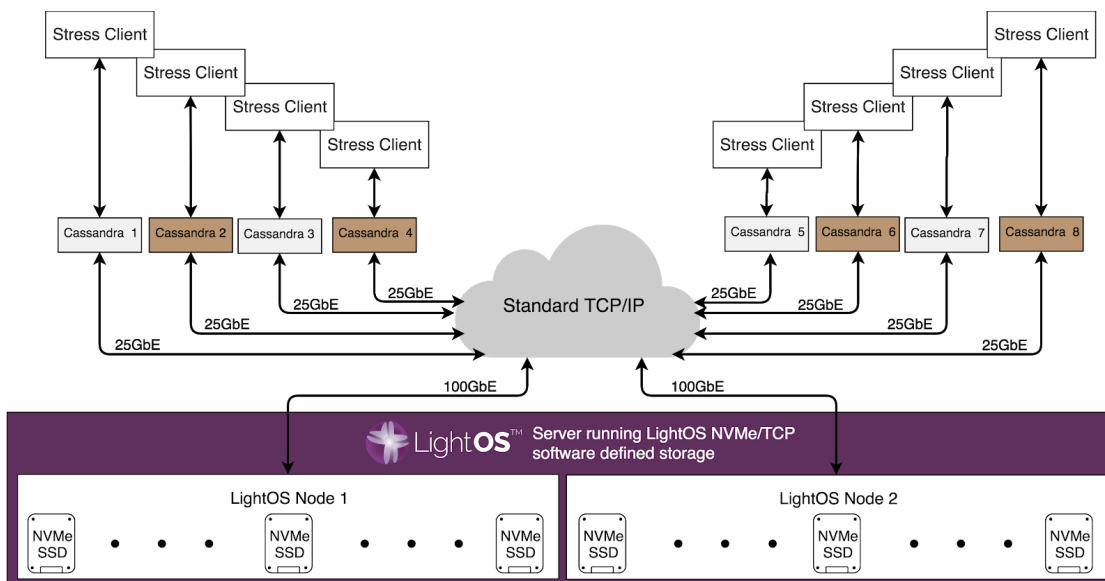 Stress Client
Stress Client
Stress Client
Stress Client
Stress Client
Stress Client
Stress Client
Stress Client
Cassandra 1
Cassandra 2
Cassandra 3
Cassandra 4
Cassandra 5
Cassandra 6
Cassandra 7
Cassandra 8
25GbE
25GbE
25GbE
25GbE
Standard TCP/IP
25GbE
25GbE
25GbE
25GbE
100GbE
100GbE
LightOS™
Server running LightOS NVMe/TCP
software defined storage
LightOS Node 1
NVMe
SSD
NVMe
SSD
NVMe
SSD
LightOS Node 2
NVMe
SSD
NVMe
SSD
NVMe
SSD